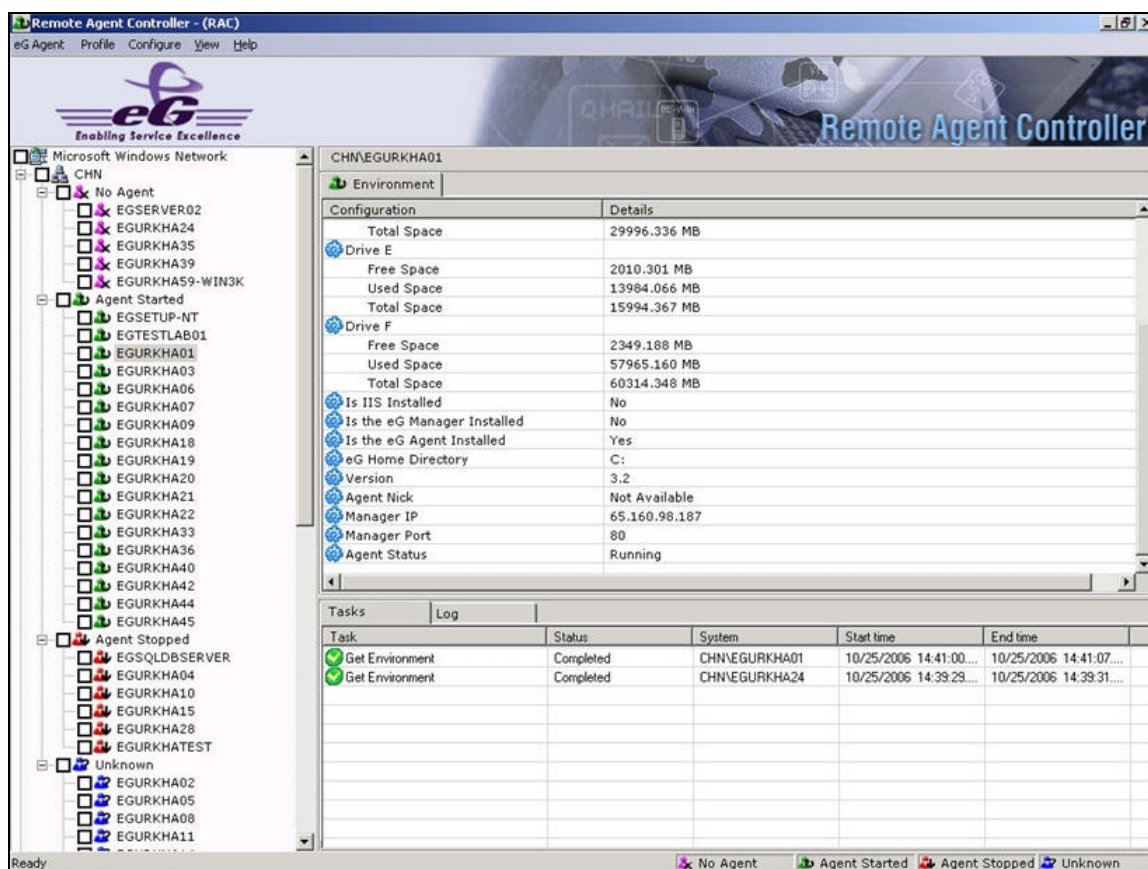 Remote Agent Controller - (RAC)
eG Agent Profile Configure View Help
eG
Enabling Service Excellence
QMAIL
Remote Agent Controller
Microsoft Windows Network
CHN
No Agent
EGSERVER02
EGURKHA24
EGURKHA35
EGURKHA39
EGURKHA59-WIN3K
Agent Started
EGSETUP-NT
EGTESTLAB01
EGURKHA01
EGURKHA03
EGURKHA06
EGURKHA07
EGURKHA09
EGURKHA18
EGURKHA19
EGURKHA20
EGURKHA21
EGURKHA22
EGURKHA33
EGURKHA36
EGURKHA40
EGURKHA42
EGURKHA44
EGURKHA45
Agent Stopped
EGSQLDBSERVER
EGURKHA04
EGURKHA10
EGURKHA15
EGURKHA28
EGURKHATEST
Unknown
EGURKHA02
EGURKHA05
EGURKHA08
EGURKHA11
CHN\EGURKHA01
Environment
Configuration Details
Total Space 29996.336 MB
Drive E
Free Space 2010.301 MB
Used Space 13984.066 MB
Total Space 15994.367 MB
Drive F
Free Space 2349.188 MB
Used Space 57965.160 MB
Total Space 60314.348 MB
Is IIS Installed No
Is the eG Manager Installed No
Is the eG Agent Installed Yes
eG Home Directory C:
Version 3.2
Agent Nick Not Available
Manager IP 65.160.98.187
Manager Port 80
Agent Status Running
Tasks Log
Task Status System Start time End time
Get Environment Completed CHN\EGURKHA01 10/25/2006 14:41:00.... 10/25/2006 14:41:07....
Get Environment Completed CHN\EGURKHA24 10/25/2006 14:39:29.... 10/25/2006 14:39:31....
Ready No Agent Agent Started Agent Stopped Unknown